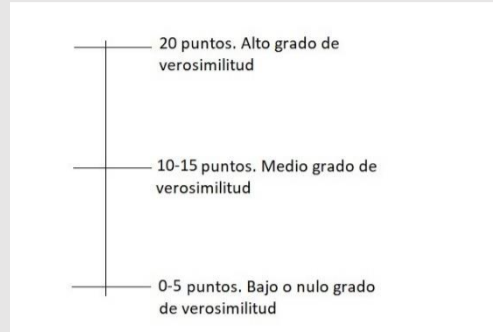 20 puntos. Alto grado de
verosimilitud
10-15 puntos. Medio grado de
verosimilitud
0-5 puntos. Bajo o nulo grado
de verosimilitud